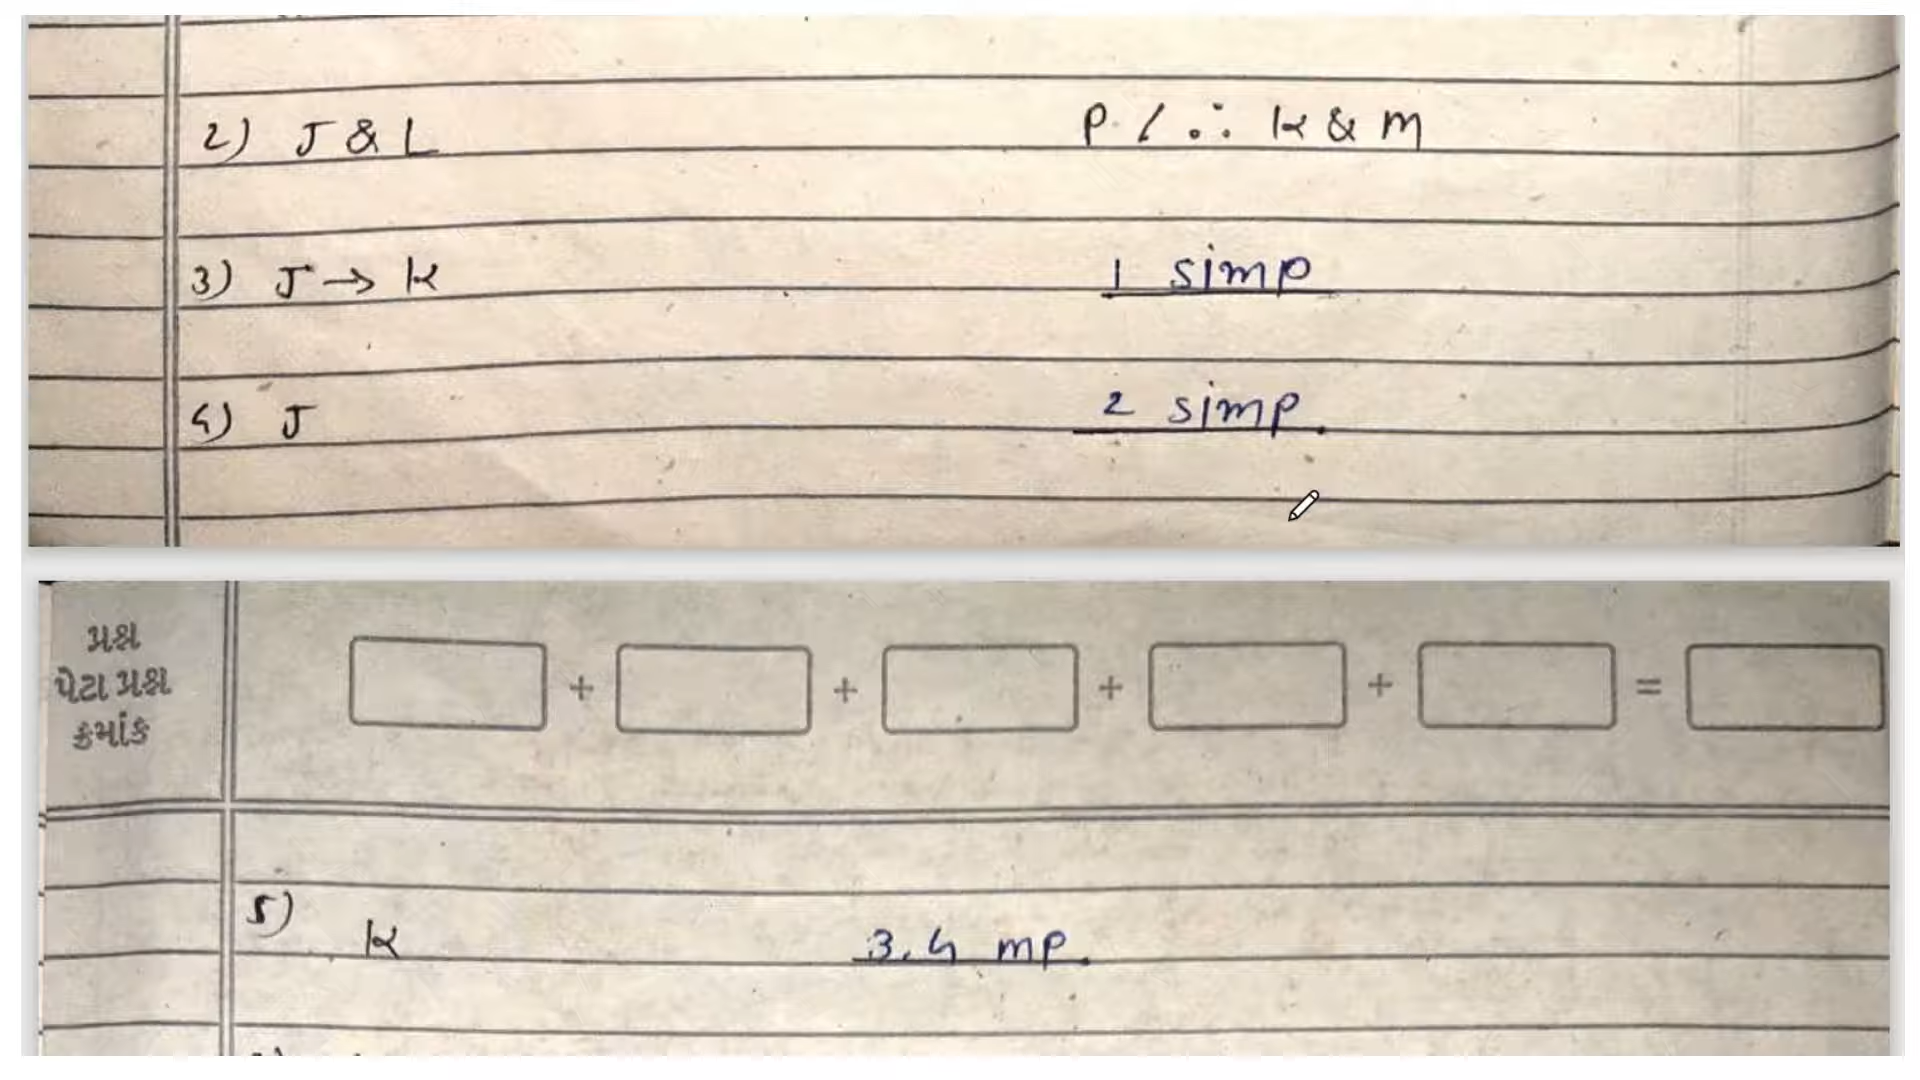 2) J & L P. / ∴ K & M
3) J → K 1 simp
4) J 2 simp.
પ્રશ્ન
પેટા પ્રશ્ન
ક્રમાંક
+ + + + =
5) K 3.4 MP.